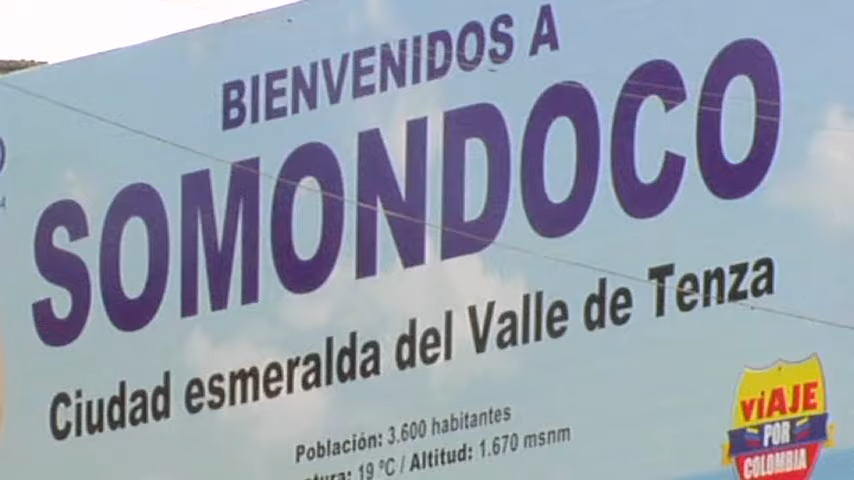 BIENVENIDOS A
SOMONDOCO
Ciudad esmeralda del Valle de Tenza
Población: 3.600 habitantes
19 ºC / Altitud: 1.670 msnm
ViAJE
POR
COLOMBIA